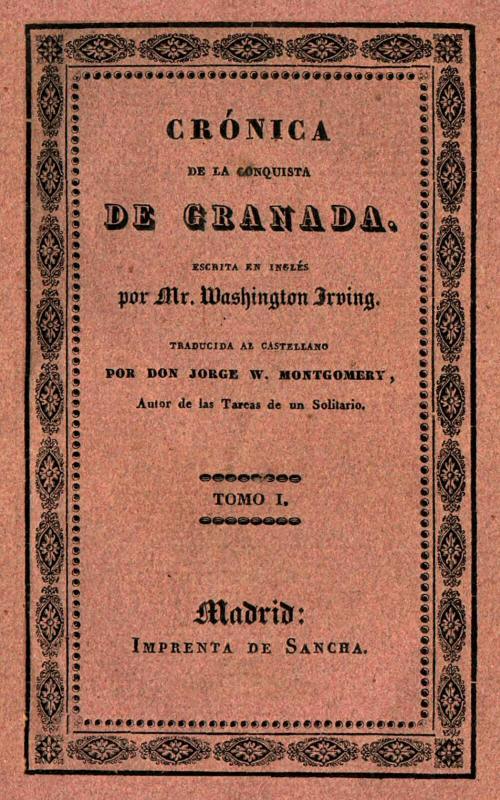 CRÓNICA
DE LA CONQUISTA
DE GRANADA.
ESCRITA EN INGLÉS
por Mr. Washington Irving.
TRADUCIDA AL CASTELLANO
POR DON JORGE W. MONTGOMERY,
Autor de las Tareas de un Solitario.
TOMO I.
Madrid:
IMPRENTA DE SANCHA.